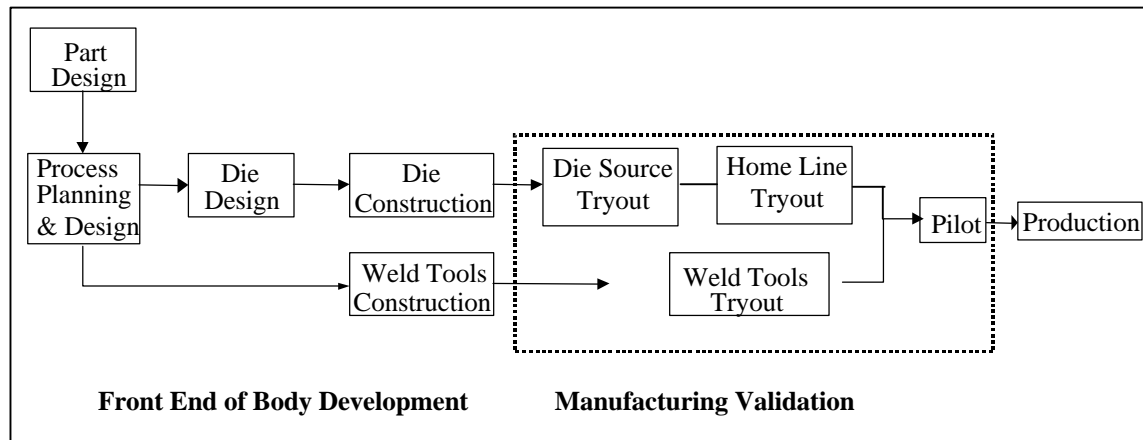 Part
Design
Process
Planning
& Design
Die
Design
Die
Construction
Die Source
Tryout
Home Line
Tryout
Pilot
Production
Weld Tools
Construction
Weld Tools
Tryout
Front End of Body Development
Manufacturing Validation